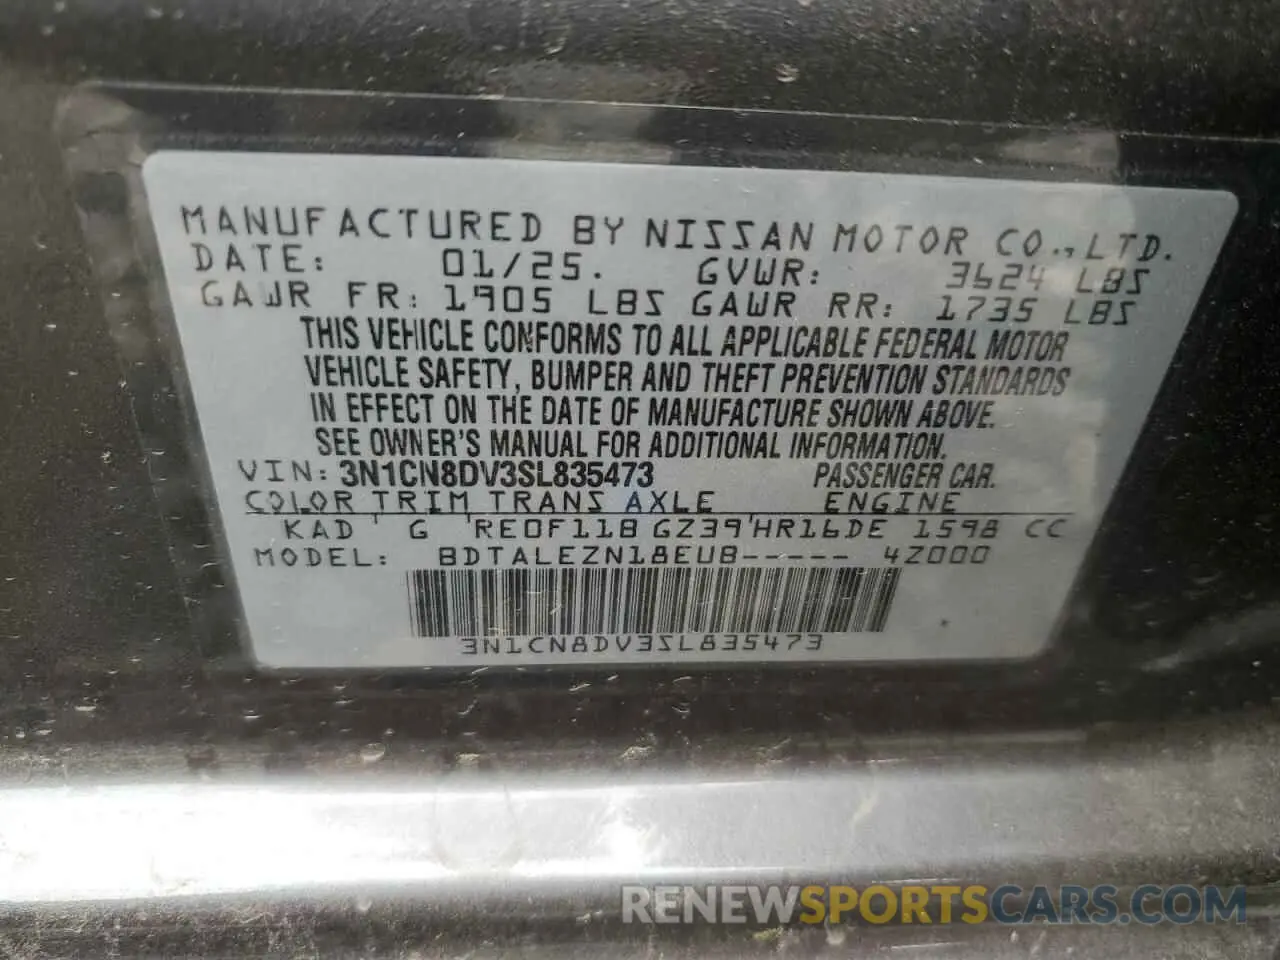 MANUFACTURED BY NISSAN MOTOR CO., LTD.
DATE: 01/25. GVWR: 3624 LBS
GAWR FR: 1905 LBS GAWR RR: 1735 LBS
THIS VEHICLE CONFORMS TO ALL APPLICABLE FEDERAL MOTOR
VEHICLE SAFETY, BUMPER AND THEFT PREVENTION STANDARDS
IN EFFECT ON THE DATE OF MANUFACTURE SHOWN ABOVE.
SEE OWNER'S MANUAL FOR ADDITIONAL INFORMATION.
VIN: 3N1CN8DV3SL835473 PASSENGER CAR.
COLOR TRIM TRANS AXLE ENGINE
KAD G RE0F11B GZ39 HR16DE 1598 CC
MODEL: BDTALEZN18EUB----- 4Z000
3N1CN8DV3SL835473
RENEWSPORTSCARS.COM